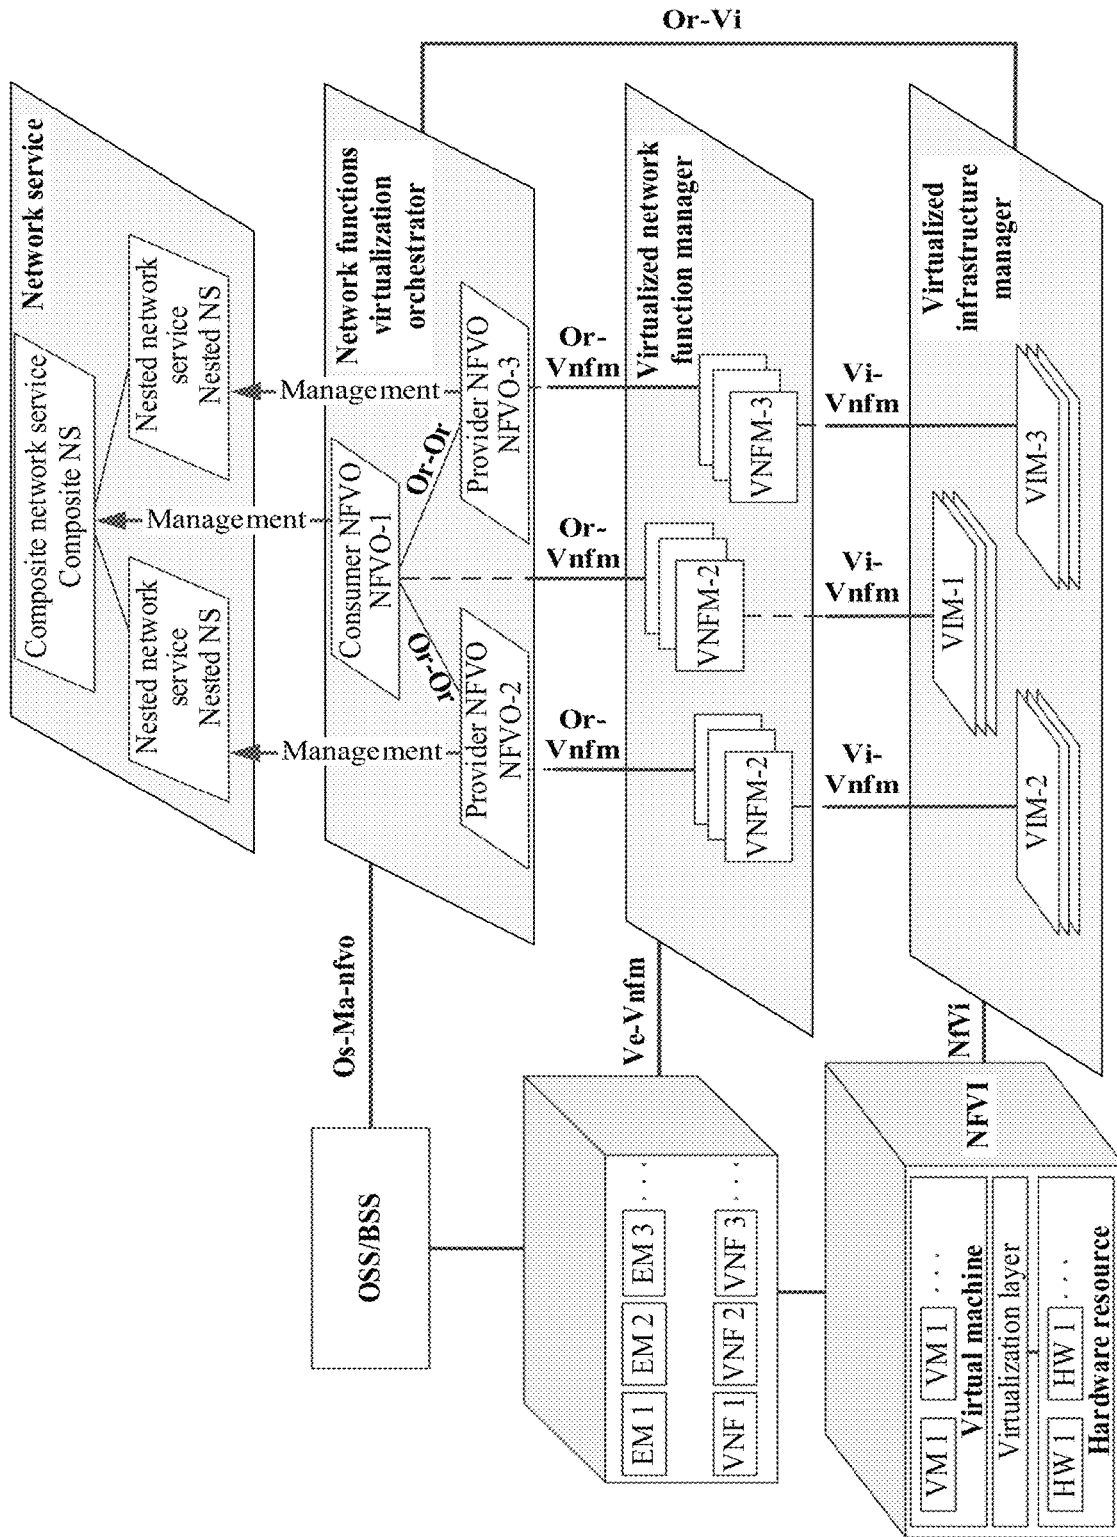 Network service
Composite network service
Composite NS
Nested network
service
Nested NS
Nested network
service
Nested NS
Management
Management
Management
Os-Ma-nfvo
Network functions
virtualization
orchestrator
Consumer NFVO
NFVO-1
Or-Or
Or-Or
Provider NFVO
NFVO-2
Provider NFVO
NFVO-3
Or-Vi
OSS/BSS
Or-
Vnfm
Or-
Vnfm
Or-
Vnfm
Ve-Vnfm
Virtualized network
function manager
VNFM-2
VNFM-2
VNFM-3
EM 1
EM 2
EM 3
. . .
VNF 1
VNF 2
VNF 3
. . .
Vi-
Vnfm
Vi-
Vnfm
Vi-
Vnfm
NfVi
Virtualized
infrastructure
manager
VIM-2
VIM-1
VIM-3
NFVI
VM 1
VM 1
. . .
Virtual machine
Virtualization layer
HW 1
HW 1
. . .
Hardware resource